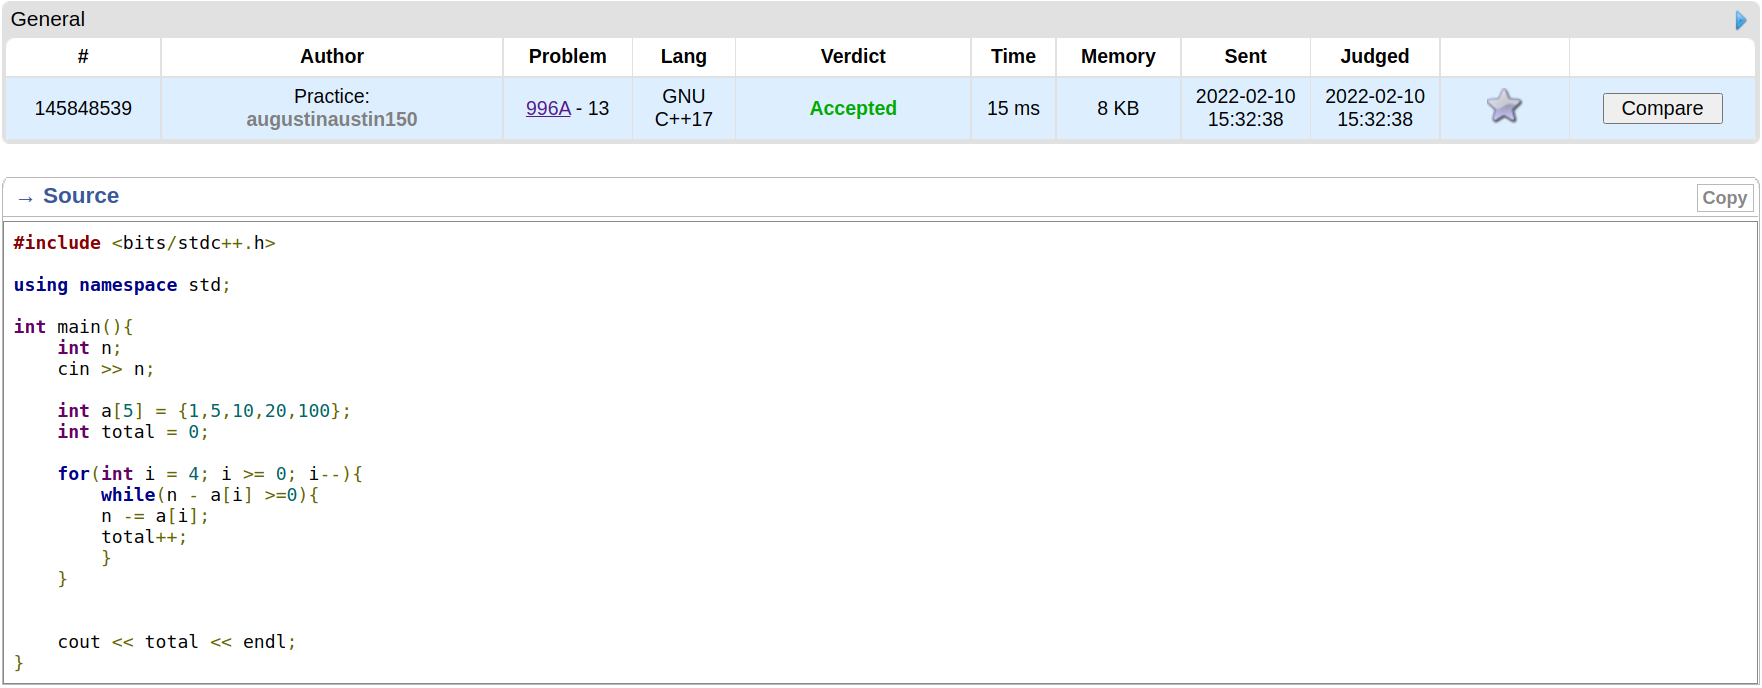 General
# Author Problem Lang Verdict Time Memory Sent Judged
145848539 Practice: augustinaustin150 996A - 13 GNU C++17 Accepted 15 ms 8 KB 2022-02-10 15:32:38 2022-02-10 15:32:38 Compare
→ Source Copy
#include <bits/stdc++.h>
using namespace std;
int main(){
    int n;
    cin >> n;
    int a[5] = {1,5,10,20,100};
    int total = 0;
    for(int i = 4; i >= 0; i--){
        while(n - a[i] >=0){
        n -= a[i];
        total++;
        }
    }
    cout << total << endl;
}